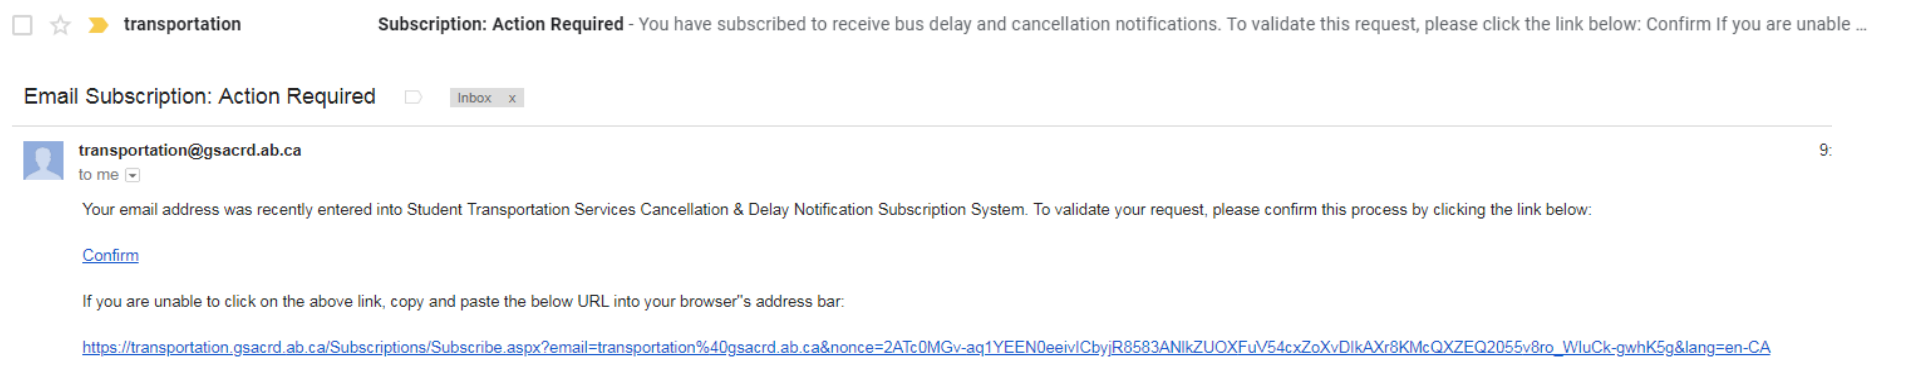 transportation Subscription: Action Required - You have subscribed to receive bus delay and cancellation notifications. To validate this request, please click the link below: Confirm If you are unable ...
Email Subscription: Action Required Inbox x
transportation@gsacrd.ab.ca 9:
to me
Your email address was recently entered into Student Transportation Services Cancellation & Delay Notification Subscription System. To validate your request, please confirm this process by clicking the link below:
Confirm
If you are unable to click on the above link, copy and paste the below URL into your browser"s address bar:
https://transportation.gsacrd.ab.ca/Subscriptions/Subscribe.aspx?email=transportation%40gsacrd.ab.ca&nonce=2ATc0MGv-aq1YEEN0eeivICbyjR8583ANlkZUOXFuV54cxZoXvDlkAXr8KMcQXZEQ2055v8ro_WIuCk-gwhK5g&lang=en-CA